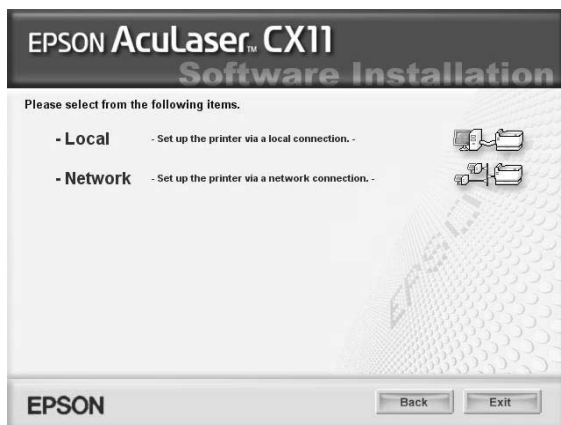 EPSON AcuLaser™ CX11
Software Installation
Please select from the following items.
- Local - Set up the printer via a local connection. -
- Network - Set up the printer via a network connection. -
EPSON
EPSON Back Exit